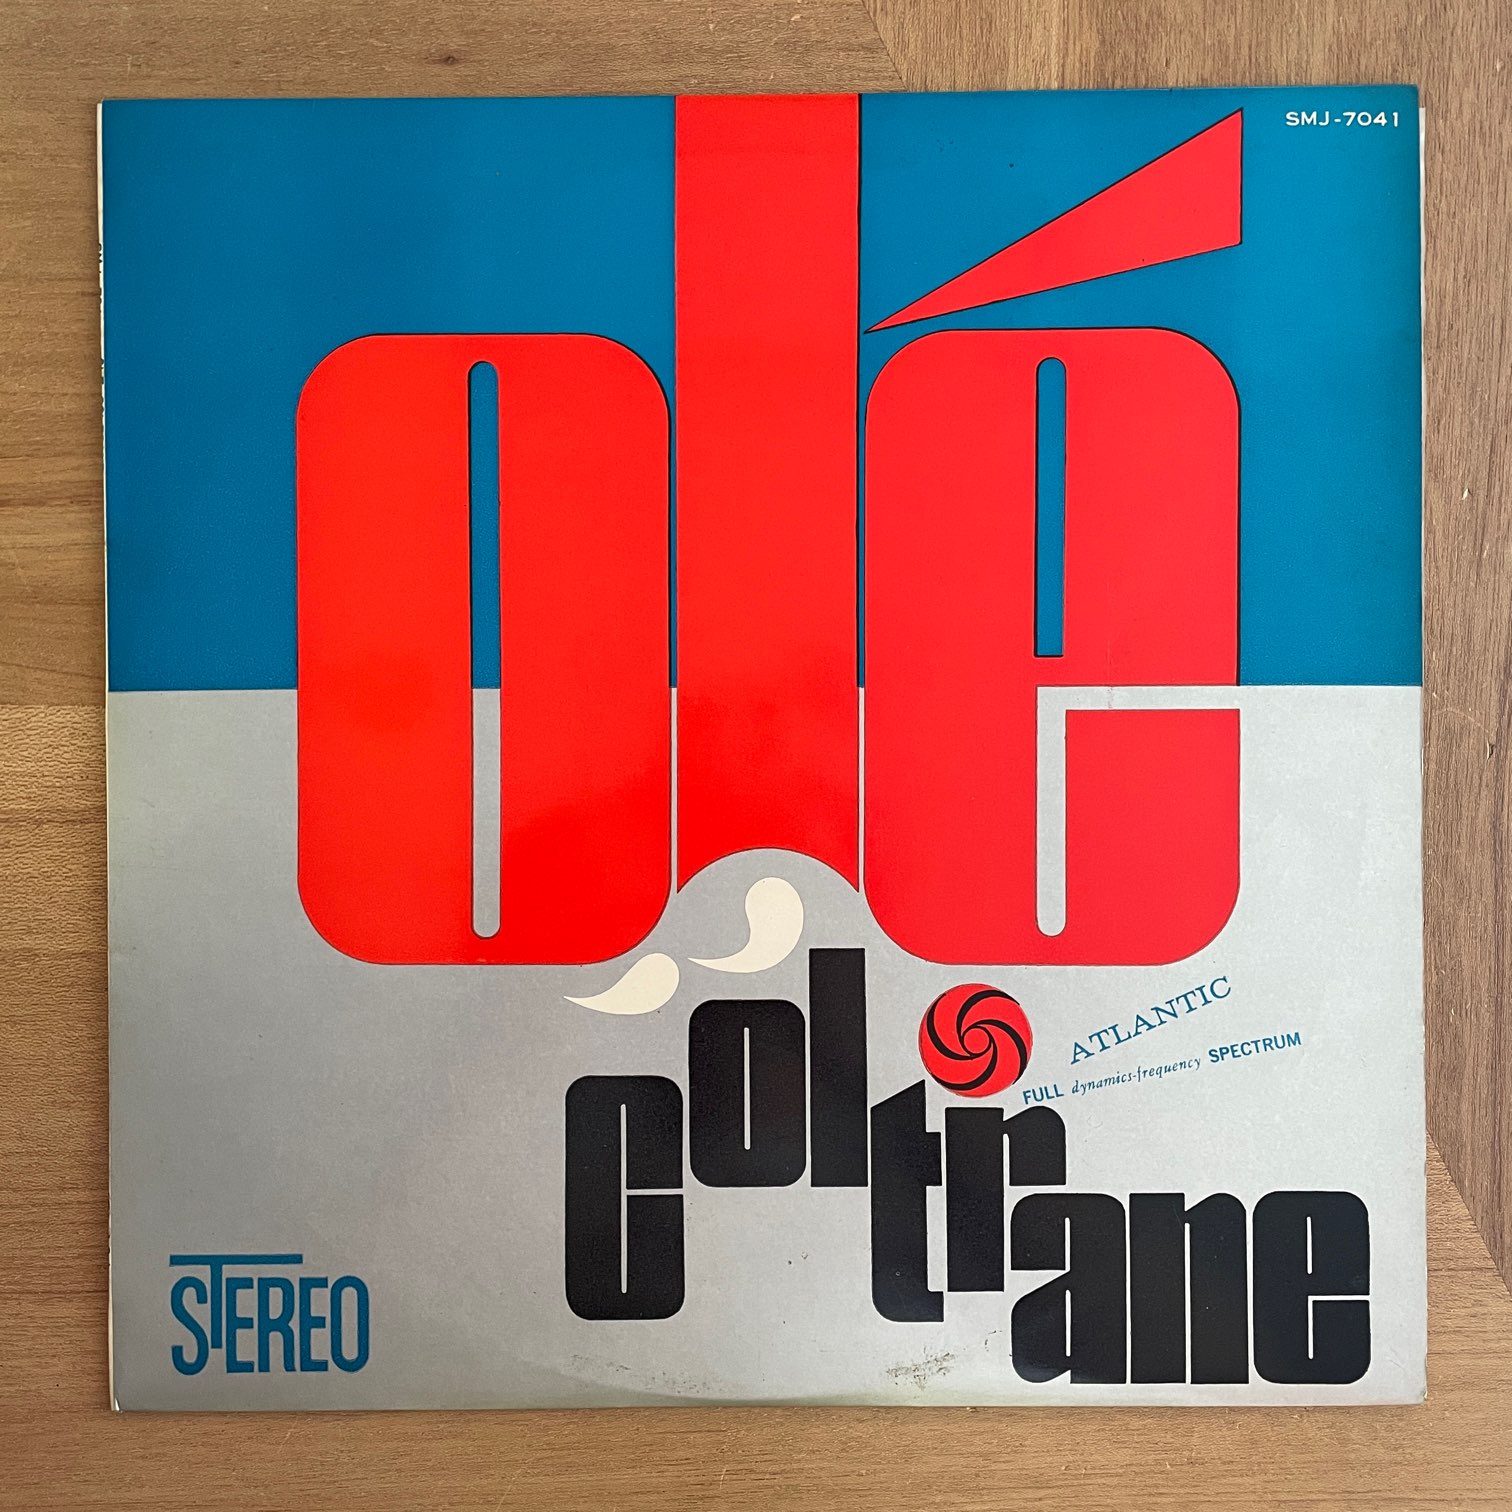 SMJ-7041
olé
coltrane
ATLANTIC
FULL dynamics-frequency SPECTRUM
STEREO